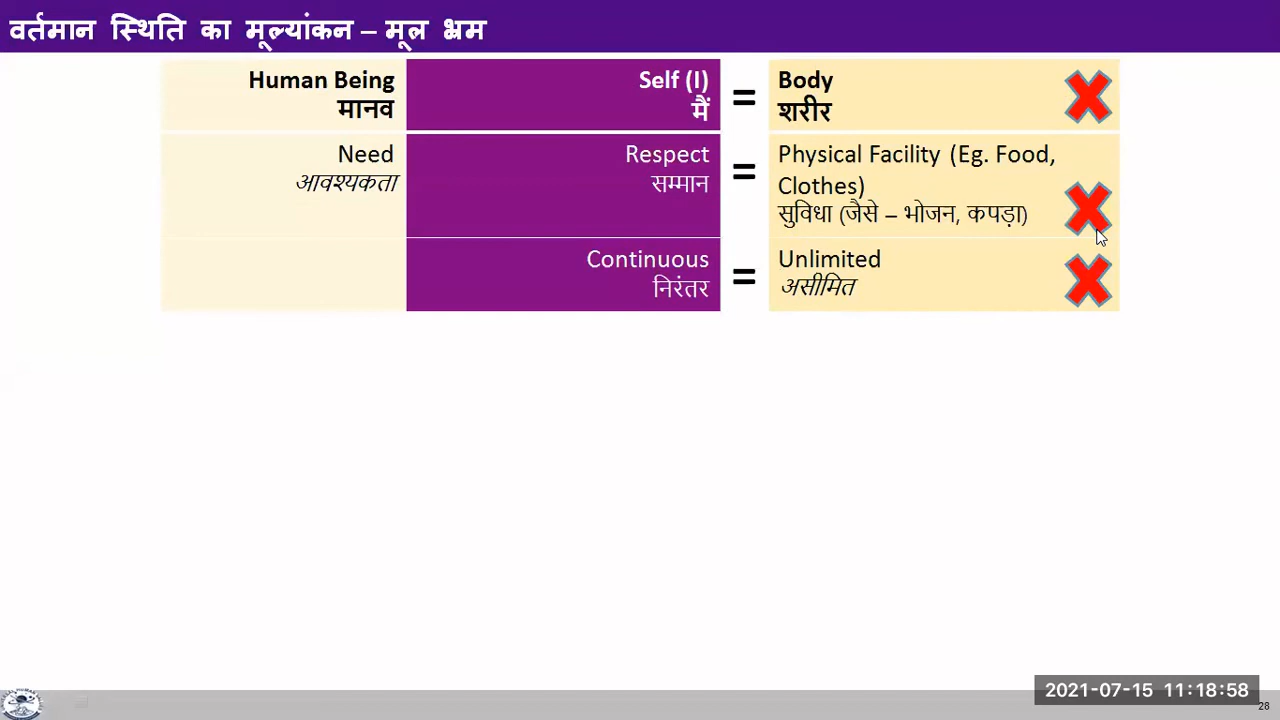 वर्तमान स्थिति का मूल्यांकन – मूल भ्रम
Human Being
मानव
Self (I)
मैं
=
Body
शरीर
Need
आवश्यकता
Respect
सम्मान
=
Physical Facility (Eg. Food,
Clothes)
सुविधा (जैसे – भोजन, कपड़ा)
Continuous
निरंतर
=
Unlimited
असीमित
2021-07-15 11:18:58
28